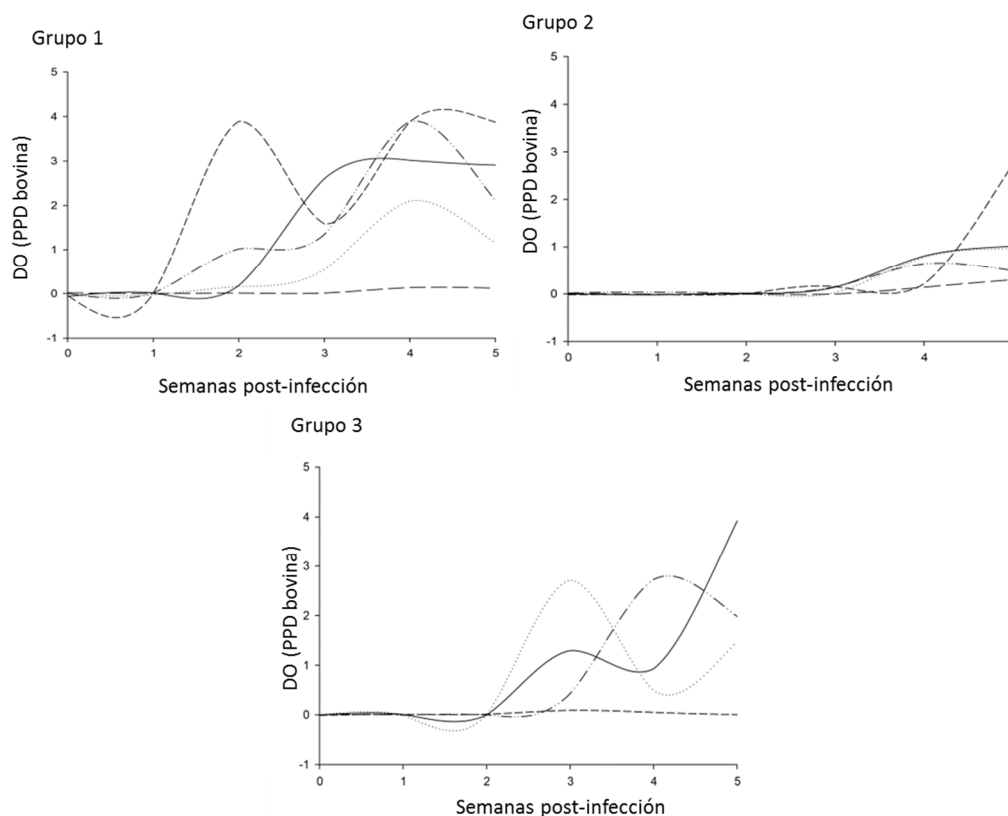 Grupo 1
DO (PPD bovina)
5
4
3
2
1
0
-1
0 1 2 3 4 5
Semanas post-infección
Grupo 2
DO (PPD bovina)
5
4
3
2
1
0
-1
0 1 2 3 4
Semanas post-infección
Grupo 3
DO (PPD bovina)
5
4
3
2
1
0
-1
0 1 2 3 4 5
Semanas post-infección